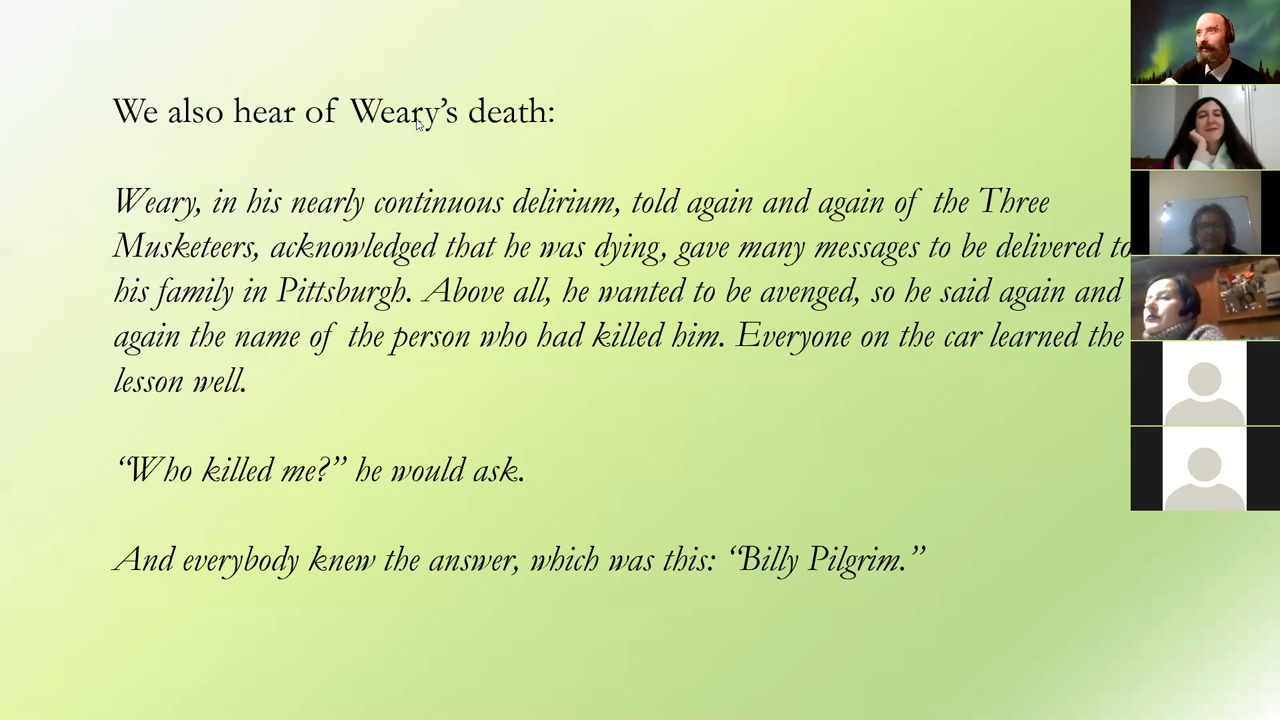 We also hear of Weary’s death:
Weary, in his nearly continuous delirium, told again and again of the Three
Musketeers, acknowledged that he was dying, gave many messages to be delivered to
his family in Pittsburgh. Above all, he wanted to be avenged, so he said again and
again the name of the person who had killed him. Everyone on the car learned the
lesson well.
“Who killed me?” he would ask.
And everybody knew the answer, which was this: “Billy Pilgrim.”